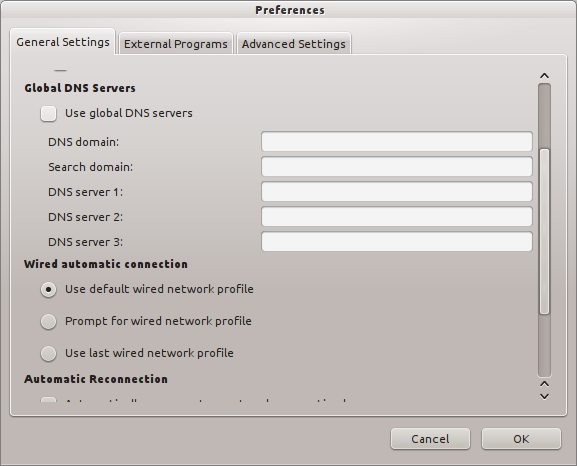 Preferences
General Settings
External Programs
Advanced Settings
Global DNS Servers
Use global DNS servers
DNS domain:
Search domain:
DNS server 1:
DNS server 2:
DNS server 3:
Wired automatic connection
Use default wired network profile
Prompt for wired network profile
Use last wired network profile
Automatic Reconnection
Cancel
OK